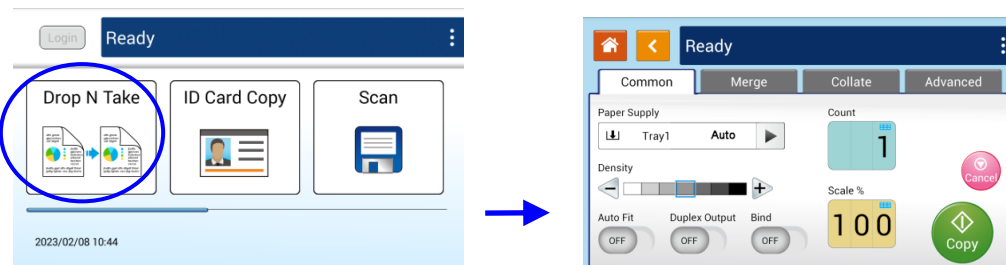 Login
Ready
Drop N Take
ID Card Copy
Scan
2023/02/08 10:44
Ready
Common
Merge
Collate
Advanced
Paper Supply
Tray1 Auto
Density
Auto Fit
Duplex Output
Bind
OFF
OFF
OFF
Count
1
Scale %
100
Cancel
Copy